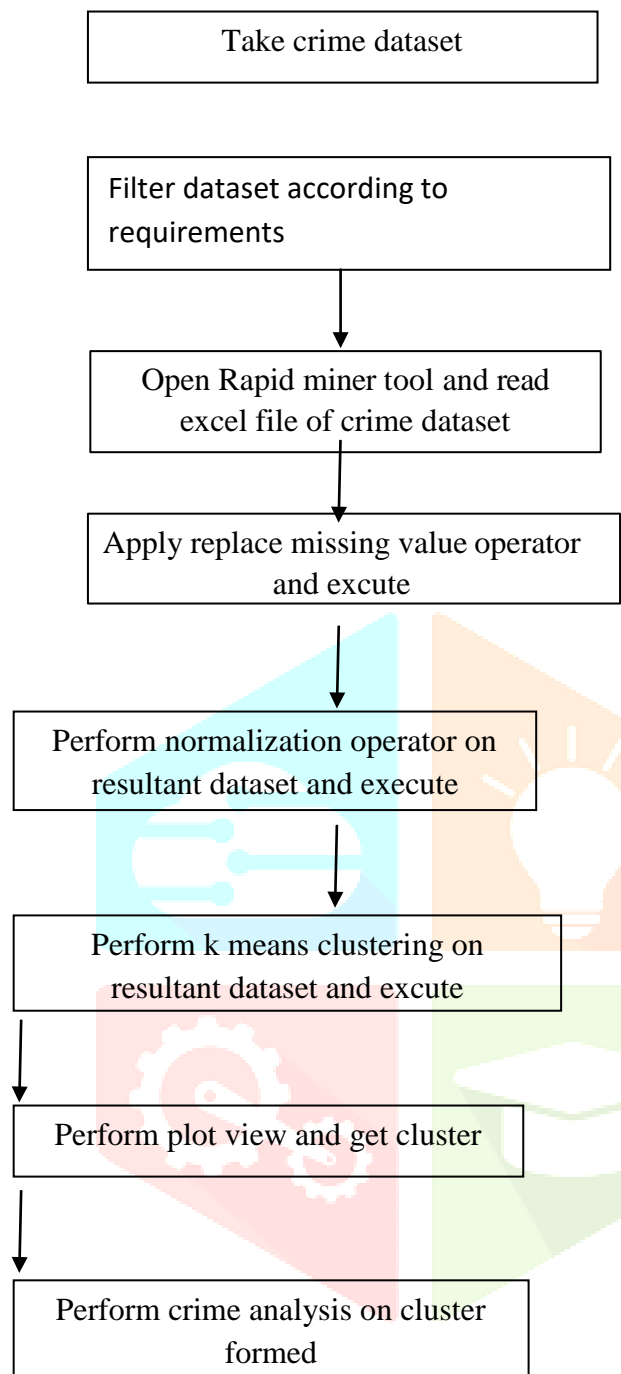 Take crime dataset
Filter dataset according to
requirements
Open Rapid miner tool and read
excel file of crime dataset
Apply replace missing value operator
and excute
Perform normalization operator on
resultant dataset and execute
Perform k means clustering on
resultant dataset and excute
Perform plot view and get cluster
Perform crime analysis on cluster
formed